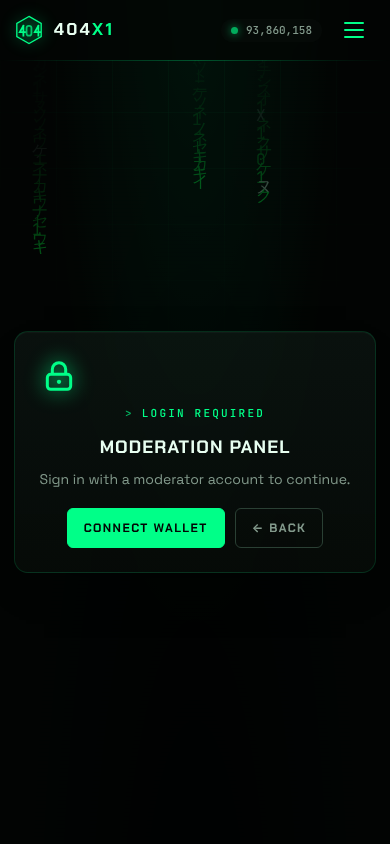 404
404X1
93,860,158
> LOGIN REQUIRED
MODERATION PANEL
Sign in with a moderator account to continue.
CONNECT WALLET
← BACK